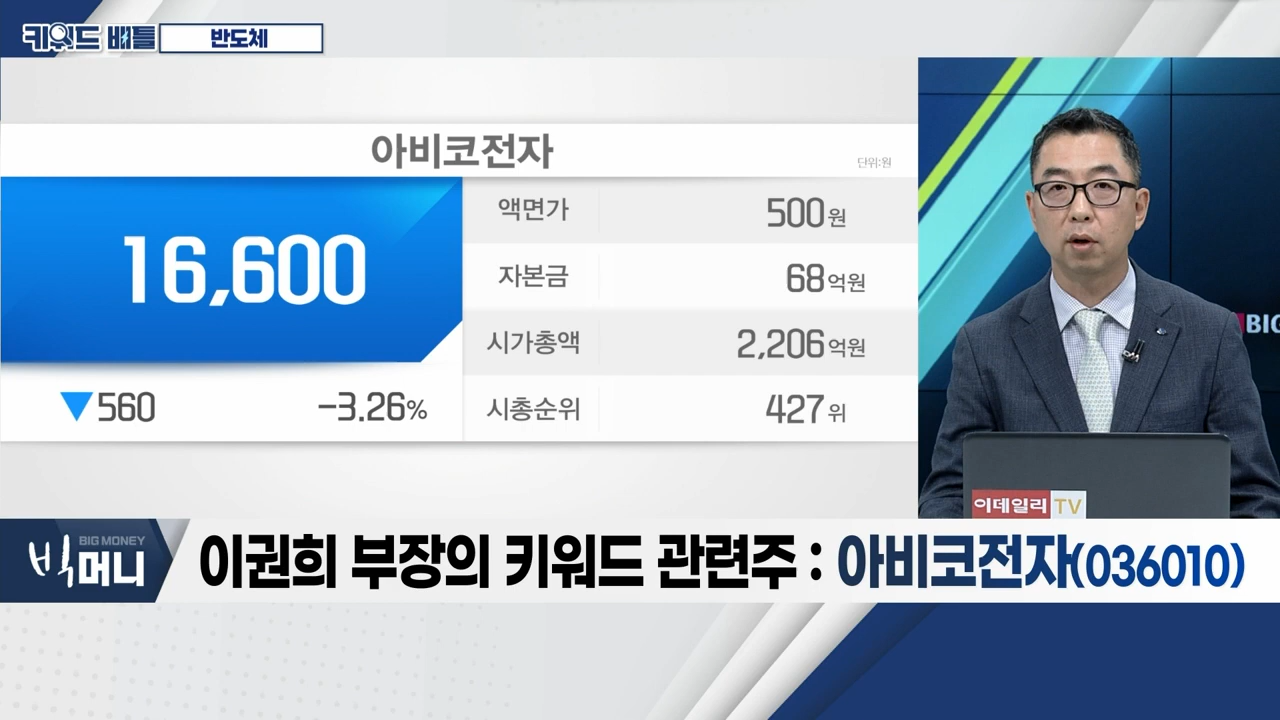 키워드 배틀 반도체
아비코전자
단위:원
16,600
▼560 -3.26%
액면가 500원
자본금 68억원
시가총액 2,206억원
시총순위 427위
BIG
이데일리 TV
BIG MONEY
빅머니
이권희 부장의 키워드 관련주 : 아비코전자(036010)